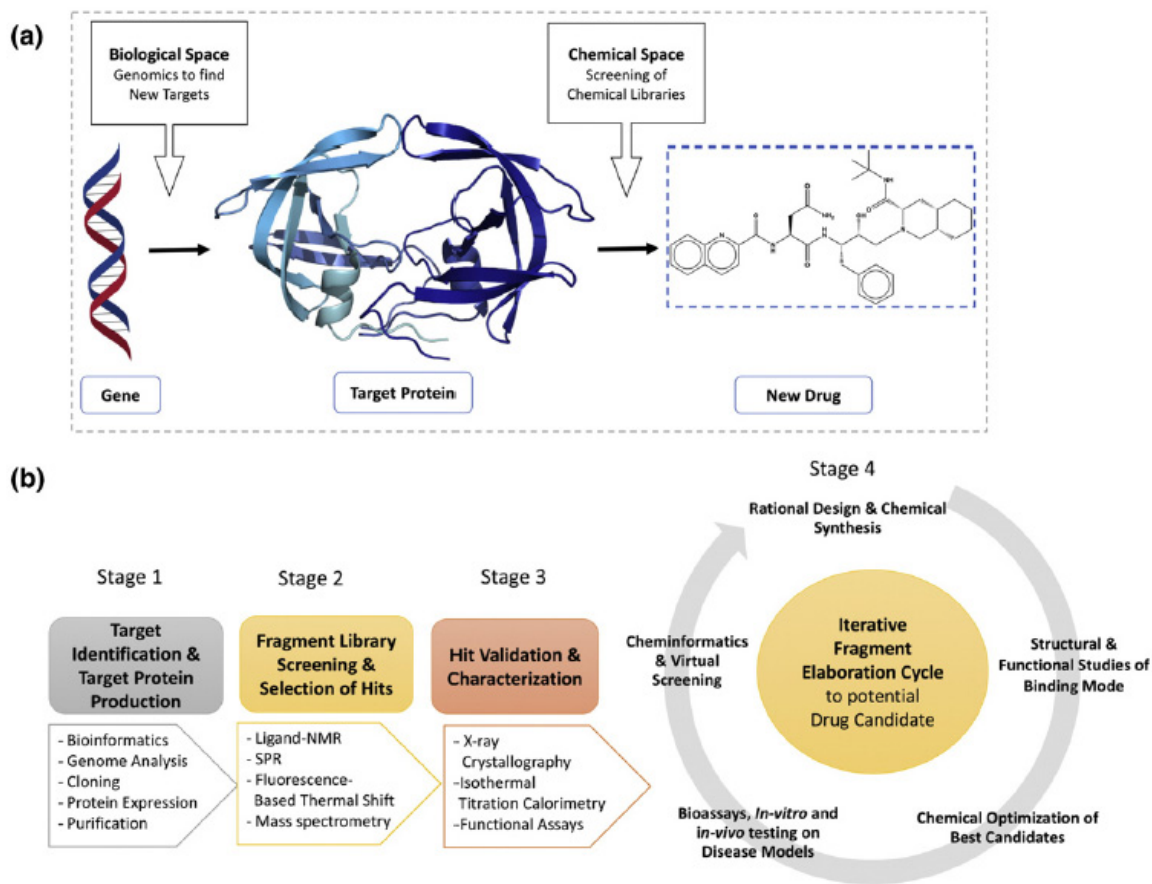 (a)
Biological Space
Genomics to find
New Targets
Chemical Space
Screening of
Chemical Libraries
N
O
N
H
O
NH₂
O
H
N
OH
N
O
NH
Gene
Target Protein
New Drug
(b)
Stage 1
Target
Identification &
Target Protein
Production
- Bioinformatics
- Genome Analysis
- Cloning
- Protein Expression
- Purification
Stage 2
Fragment Library
Screening &
Selection of Hits
- Ligand-NMR
- SPR
- Fluorescence-
Based Thermal Shift
- Mass spectrometry
Stage 3
Hit Validation &
Characterization
– X-ray
Crystallography
–Isothermal
Titration Calorimetry
–Functional Assays
Stage 4
Rational Design & Chemical
Synthesis
Structural &
Functional Studies of
Binding Mode
Chemical Optimization of
Best Candidates
Bioassays, In-vitro and
in-vivo testing on
Disease Models
Cheminformatics
& Virtual
Screening
Iterative
Fragment
Elaboration Cycle
to potential
Drug Candidate